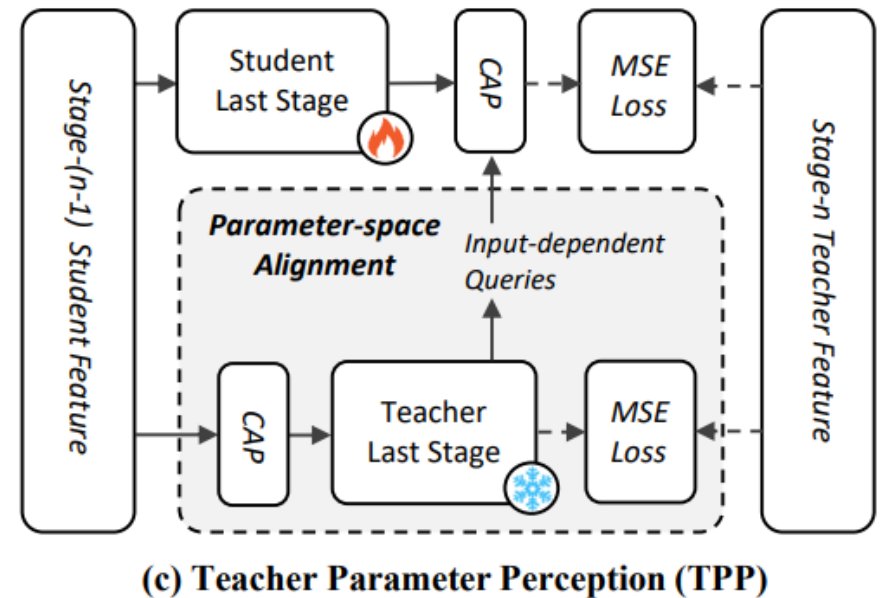 Stage-(n-1) Student Feature
Student
Last Stage
CAP
MSE
Loss
Stage-n Teacher Feature
Parameter-space
Alignment
Input-dependent
Queries
CAP
Teacher
Last Stage
MSE
Loss
(c) Teacher Parameter Perception (TPP)